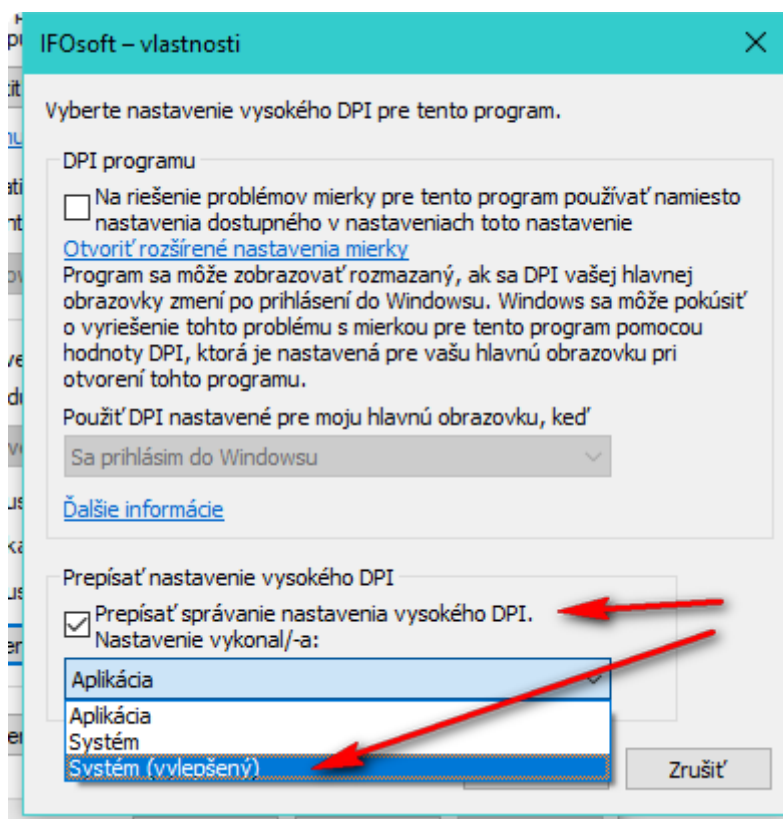 IFOsoft – vlastnosti
Vyberte nastavenie vysokého DPI pre tento program.
DPI programu
Na riešenie problémov mierky pre tento program používať namiesto
nastavenia dostupného v nastaveniach toto nastavenie
Otvoriť rozšírené nastavenia mierky
Program sa môže zobrazovať rozmazaný, ak sa DPI vašej hlavnej
obrazovky zmení po prihlásení do Windowsu. Windows sa môže pokúsiť
o vyriešenie tohto problému s mierkou pre tento program pomocou
hodnoty DPI, ktorá je nastavená pre vašu hlavnú obrazovku pri
otvorení tohto programu.
Použiť DPI nastavené pre moju hlavnú obrazovku, keď
Sa prihlásim do Windowsu
Ďalšie informácie
Prepísať nastavenie vysokého DPI
Prepísať správanie nastavenia vysokého DPI.
Nastavenie vykonal/-a:
Aplikácia
Aplikácia
Systém
Systém (vylepšený)
Zrušiť